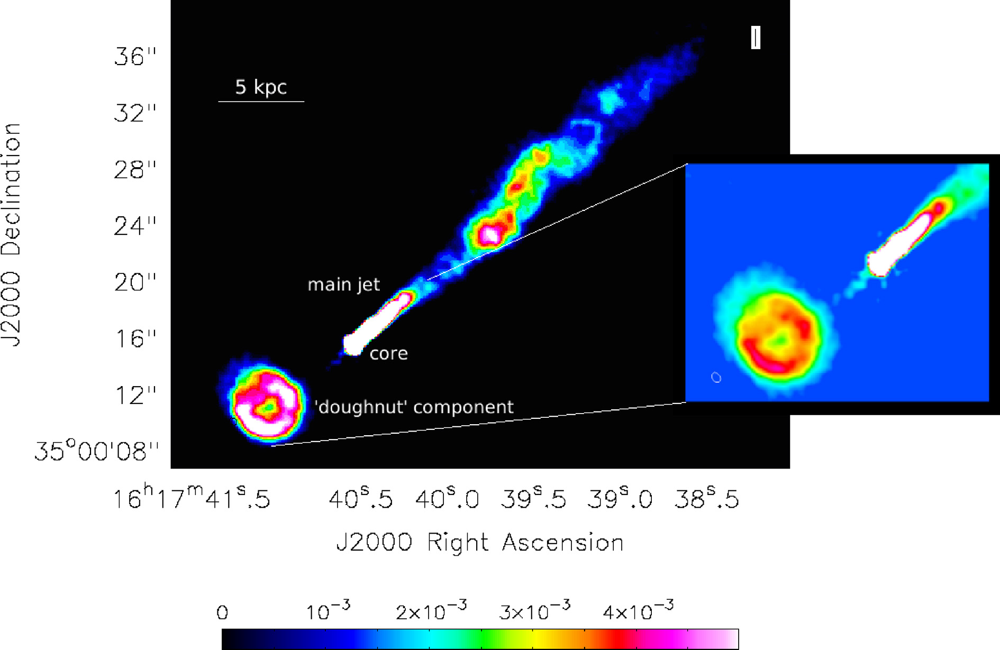 36"
5 kpc
32"
28"
24"
main jet
20"
16"
core
12"
'doughnut' component
35°00'08"
J2000 Declination
16ʰ17ᵐ41ˢ.5 40ˢ.5 40ˢ.0 39ˢ.5 39ˢ.0 38ˢ.5
J2000 Right Ascension
0 10⁻³ 2×10⁻³ 3×10⁻³ 4×10⁻³